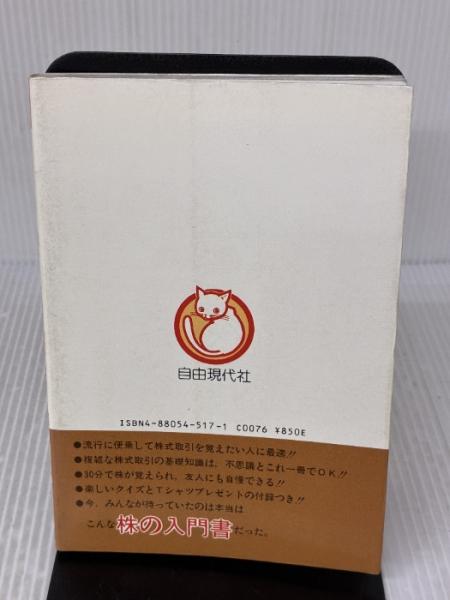 自由現代社
ISBN4-88054-517-1 C0076 ¥850E
●流行に便乗して株式取引を覚えたい人に最適!!
●複雑な株式取引の基礎知識は、不思議とこれ一冊でOK!!
●30分で株が覚えられ、友人にも自慢できる!!
●楽しいクイズとTシャツプレゼントの付録つき!!
●今、みんなが待っていたのは本当は
こんな株の入門書だった。